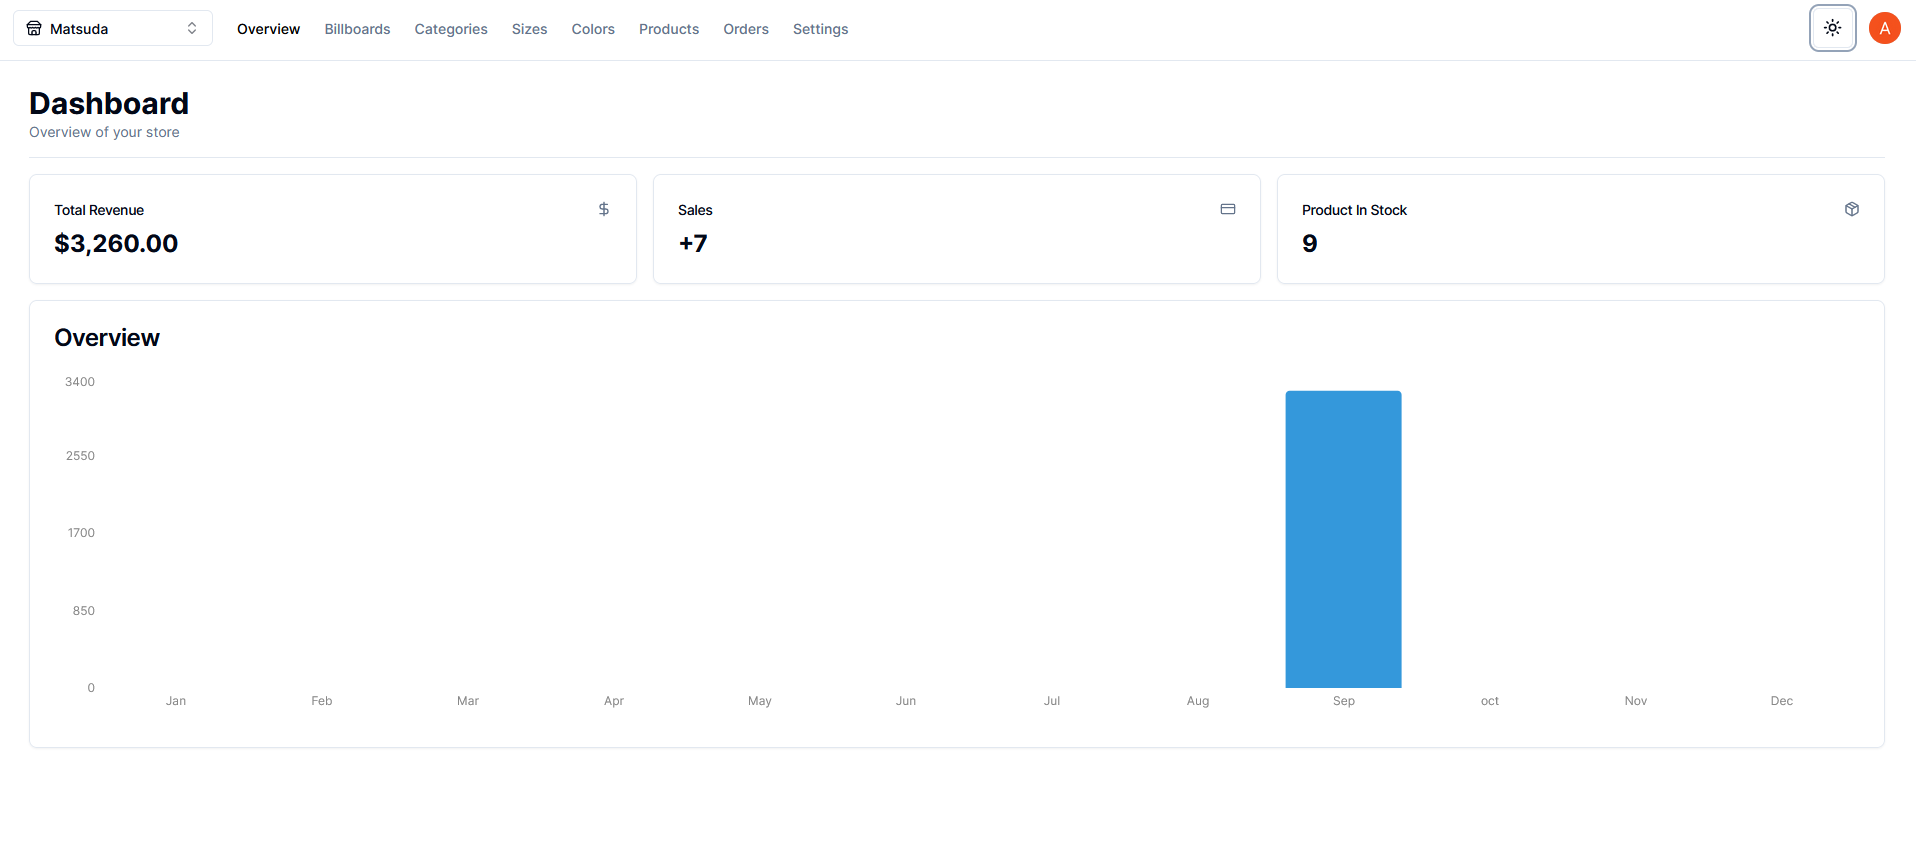 Matsuda Overview Billboards Categories Sizes Colors Products Orders Settings A
Dashboard
Overview of your store
Total Revenue $
$3,260.00
Sales
+7
Product In Stock
9
Overview
3400
2550
1700
850
0
Jan Feb Mar Apr May Jun Jul Aug Sep oct Nov Dec